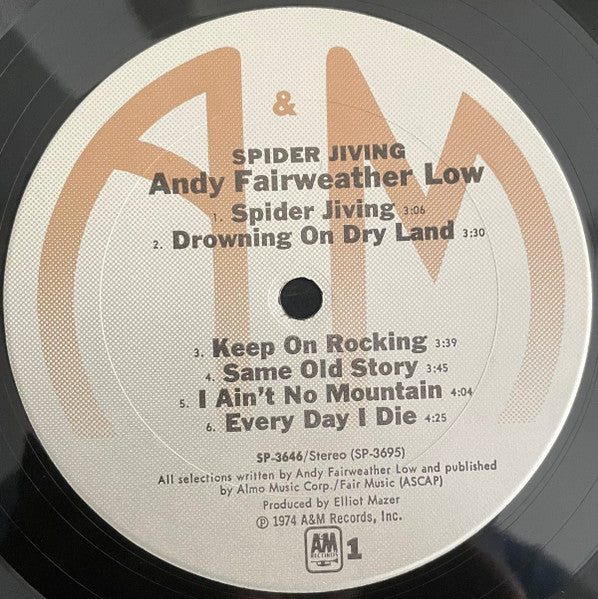 A & M
SPIDER JIVING
Andy Fairweather Low
1. Spider Jiving 3:06
2. Drowning On Dry Land 3:30
3. Keep On Rocking 3:39
4. Same Old Story 3:45
5. I Ain't No Mountain 4:04
6. Every Day I Die 4:25
SP-3646/Stereo (SP-3695)
All selections written by Andy Fairweather Low and published
by Almo Music Corp./Fair Music (ASCAP)
Produced by Elliot Mazer
℗ 1974 A&M Records, Inc.
A&M RECORDS 1